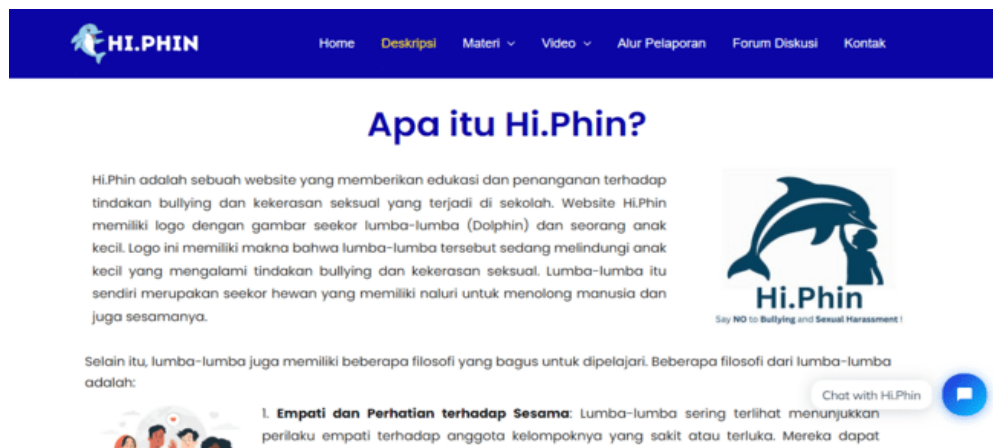 HI.PHIN
Home Deskripsi Materi Video Alur Pelaporan Forum Diskusi Kontak
Apa itu Hi.Phin?
Hi.Phin adalah sebuah website yang memberikan edukasi dan penanganan terhadap
tindakan bullying dan kekerasan seksual yang terjadi di sekolah. Website Hi.Phin
memiliki logo dengan gambar seekor lumba-lumba (Dolphin) dan seorang anak
kecil. Logo ini memiliki makna bahwa lumba-lumba tersebut sedang melindungi anak
kecil yang mengalami tindakan bullying dan kekerasan seksual. Lumba-lumba itu
sendiri merupakan seekor hewan yang memiliki naluri untuk menolong manusia dan
juga sesamanya.
Hi.Phin
Say NO to Bullying and Sexual Harassment !
Selain itu, lumba-lumba juga memiliki beberapa filosofi yang bagus untuk dipelajari. Beberapa filosofi dari lumba-lumba
adalah:
Chat with Hi.Phin
1. Empati dan Perhatian terhadap Sesama: Lumba-lumba sering terlihat menunjukkan
perilaku empati terhadap anggota kelompoknya yang sakit atau terluka. Mereka dapat